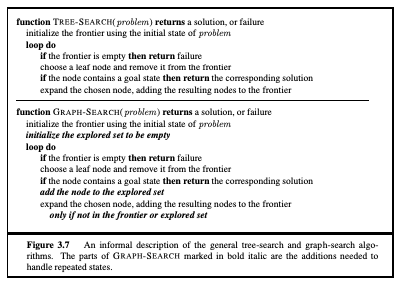 function TREE-SEARCH(problem) returns a solution, or failure
initialize the frontier using the initial state of problem
loop do
if the frontier is empty then return failure
choose a leaf node and remove it from the frontier
if the node contains a goal state then return the corresponding solution
expand the chosen node, adding the resulting nodes to the frontier
function GRAPH-SEARCH(problem) returns a solution, or failure
initialize the frontier using the initial state of problem
initialize the explored set to be empty
loop do
if the frontier is empty then return failure
choose a leaf node and remove it from the frontier
if the node contains a goal state then return the corresponding solution
add the node to the explored set
expand the chosen node, adding the resulting nodes to the frontier
only if not in the frontier or explored set
Figure 3.7 An informal description of the general tree-search and graph-search algo-
rithms. The parts of GRAPH-SEARCH marked in bold italic are the additions needed to
handle repeated states.